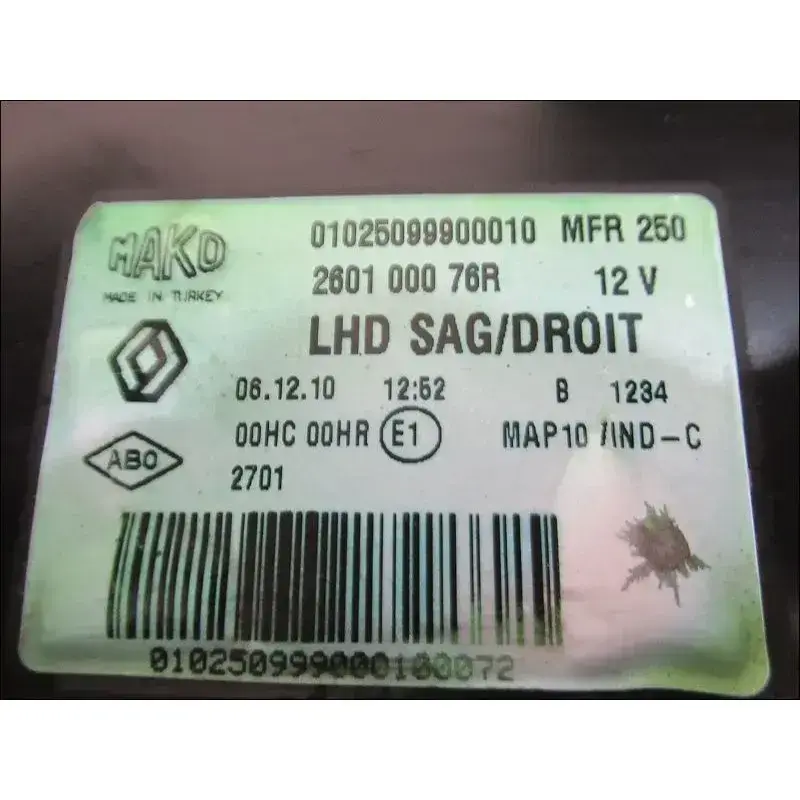 MAKO
MADE IN TURKEY
01025099900010 MFR 250
2601 000 76R 12 V
LHD SAG/DROIT
06.12.10 12:52 B 1234
00HC 00HR E1 MAP10 /IND-C
ABO
2701
010250999000100072